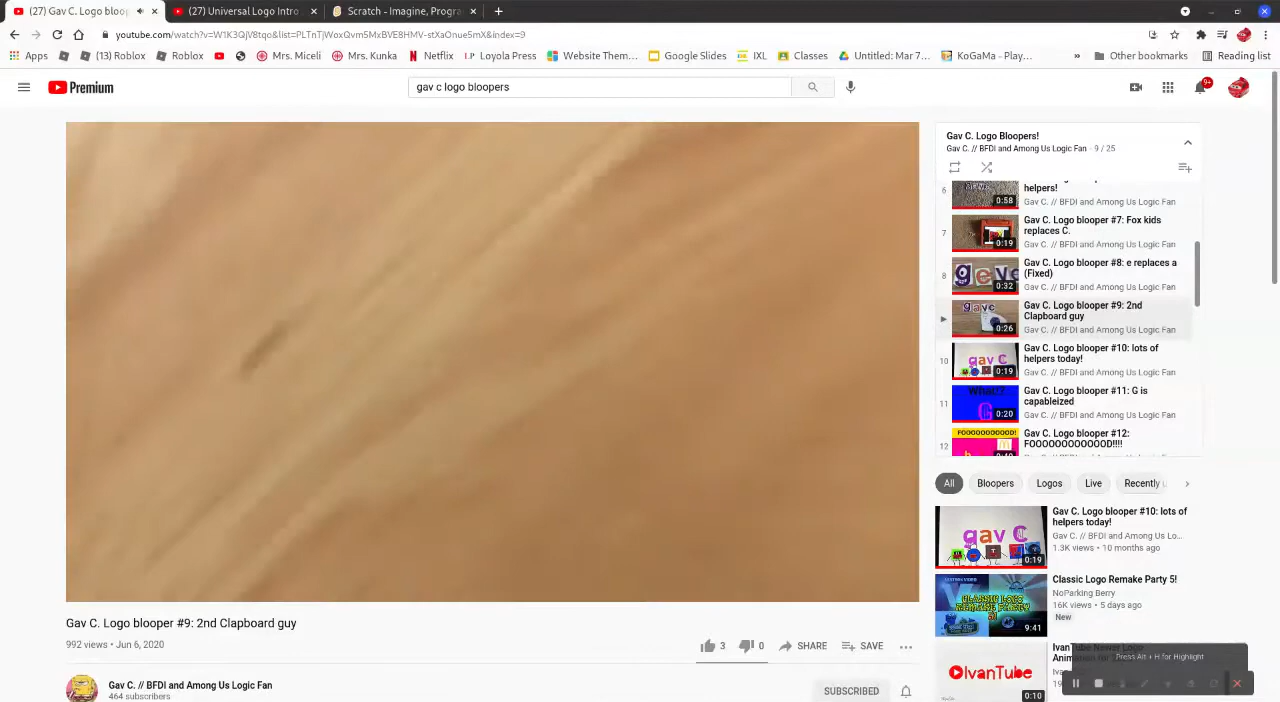 (27) Gav C. Logo bloop
(27) Universal Logo Intro
Scratch - Imagine, Progra
youtube.com/watch?v=W1K3QjV8tqo&list=PLTnTjWoxQvm5MxBVE8HMV-stXaOnue5mX&index=9
Apps
(13) Roblox
Roblox
Mrs. Miceli
Mrs. Kunka
Netflix
LP Loyola Press
Website Them...
Google Slides
IXL
Classes
Untitled: Mar 7...
KoGaMa - Play...
»
Other bookmarks
Reading list
Premium
gav c logo bloopers
9+
Gav C. Logo Bloopers!
Gav C. // BFDI and Among Us Logic Fan - 9 / 25
6
helpers!
0:58
Gav C. // BFDI and Among Us Logic Fan
7
Gav C. Logo blooper #7: Fox kids
replaces C.
0:19
Gav C. // BFDI and Among Us Logic Fan
8
Gav C. Logo blooper #8: e replaces a
(Fixed)
0:32
Gav C. // BFDI and Among Us Logic Fan
Gav C. Logo blooper #9: 2nd
Clapboard guy
0:26
Gav C. // BFDI and Among Us Logic Fan
10
Gav C. Logo blooper #10: lots of
helpers today!
gav C
0:19
Gav C. // BFDI and Among Us Logic Fan
11
Gav C. Logo blooper #11: G is
capableized
What!?
0:20
Gav C. // BFDI and Among Us Logic Fan
12
Gav C. Logo blooper #12:
FOOOOOOOOOOOD!!!!
All
Bloopers
Logos
Live
Recently u
Gav C. Logo blooper #10: lots of
helpers today!
Gav C. // BFDI and Among Us Lo...
1.3K views • 10 months ago
gav C
0:19
Classic Logo Remake Party 5!
NoParking Berry
16K views • 5 days ago
New
9:41
IvanTube
0:10
Press Alt + H for Highlight
Gav C. Logo blooper #9: 2nd Clapboard guy
992 views • Jun 6, 2020
3
0
SHARE
SAVE
Gav C. // BFDI and Among Us Logic Fan
464 subscribers
SUBSCRIBED